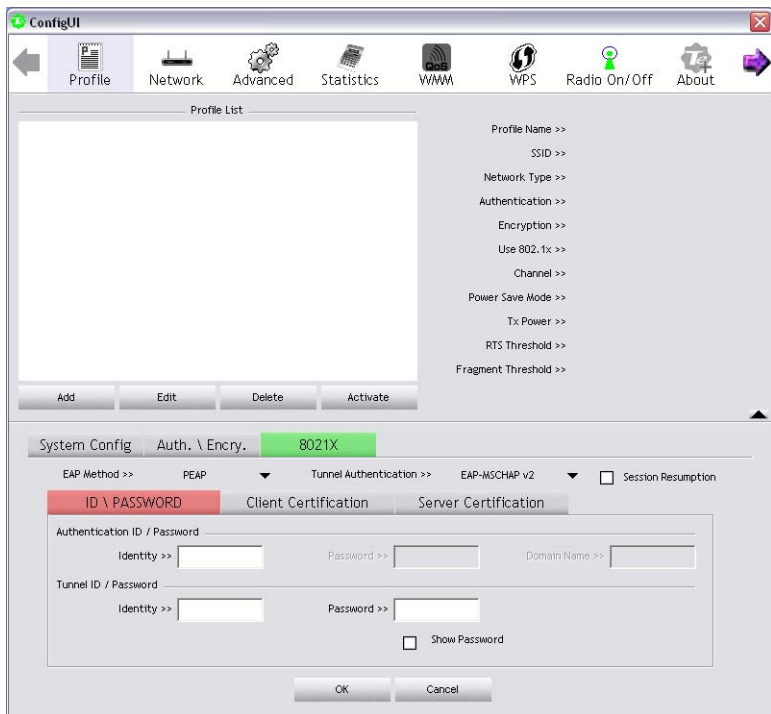 ConfigUI
Profile Network Advanced Statistics QoS WMM WPS Radio On/Off About
Profile List
Profile Name >>
SSID >>
Network Type >>
Authentication >>
Encryption >>
Use 802.1x >>
Channel >>
Power Save Mode >>
Tx Power >>
RTS Threshold >>
Fragment Threshold >>
Add Edit Delete Activate
System Config Auth. \ Encry. 8021X
EAP Method >> PEAP Tunnel Authentication >> EAP-MSCHAP v2 Session Resumption
ID \ PASSWORD Client Certification Server Certification
Authentication ID / Password
Identity >> Password >> Domain Name >>
Tunnel ID / Password
Identity >> Password >>
Show Password
OK Cancel